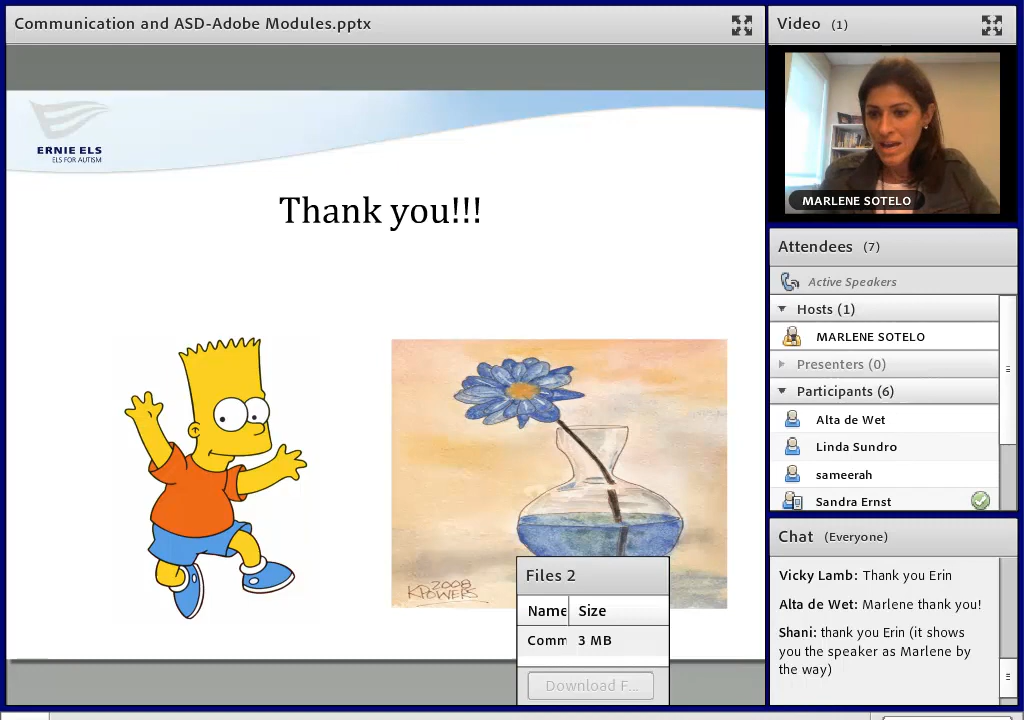 Communication and ASD-Adobe Modules.pptx
ERNIE ELS
ELS FOR AUTISM
Thank you!!!
2008
KPOWERS
Files 2
Name Size
Comm 3 MB
Download F...
Video (1)
MARLENE SOTELO
Attendees (7)
Active Speakers
Hosts (1)
MARLENE SOTELO
Presenters (0)
Participants (6)
Alta de Wet
Linda Sundro
sameerah
Sandra Ernst
Chat (Everyone)
Vicky Lamb: Thank you Erin
Alta de Wet: Marlene thank you!
Shani: thank you Erin (it shows
you the speaker as Marlene by
the way)